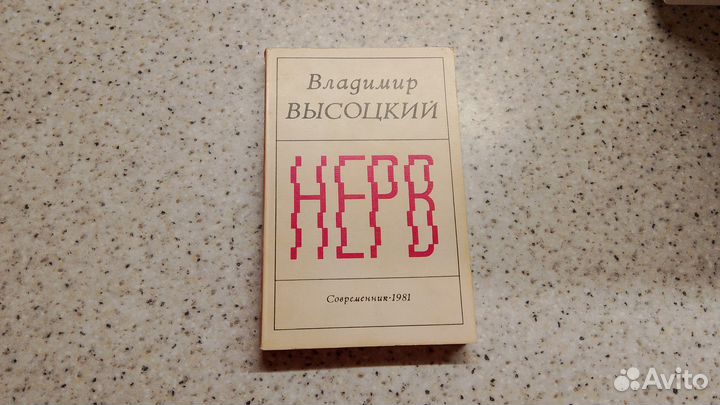 Владимир
ВЫСОЦКИЙ
НЕРВ
Современник·1981
Avito